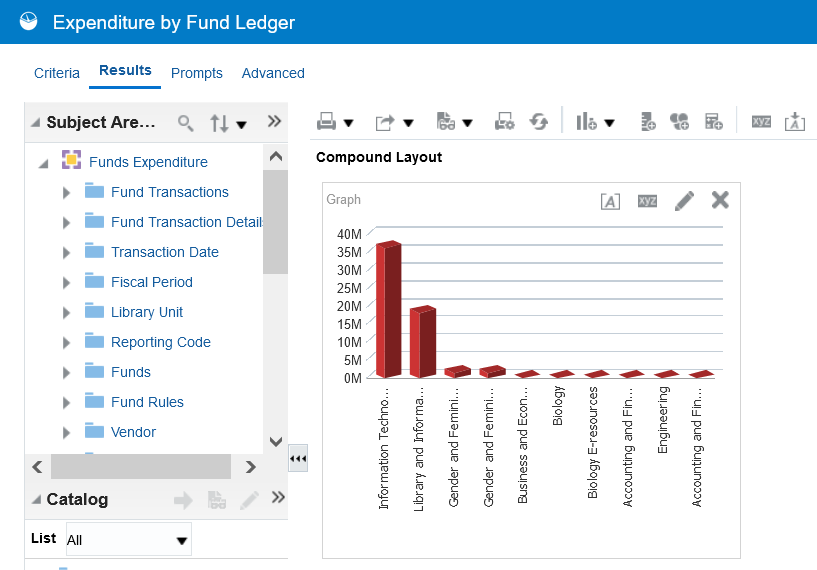 Expenditure by Fund Ledger
Criteria Results Prompts Advanced
Subject Are...
Funds Expenditure
Fund Transactions
Fund Transaction Details
Transaction Date
Fiscal Period
Library Unit
Reporting Code
Funds
Fund Rules
Vendor
Catalog
List All
xyz A
Compound Layout
Graph A xyz
40M
35M
30M
25M
20M
15M
10M
5M
0M
Information Techno...
Library and Informa...
Gender and Femini...
Gender and Femini...
Business and Econ...
Biology
Biology E-resources
Accounting and Fin...
Engineering
Accounting and Fin...